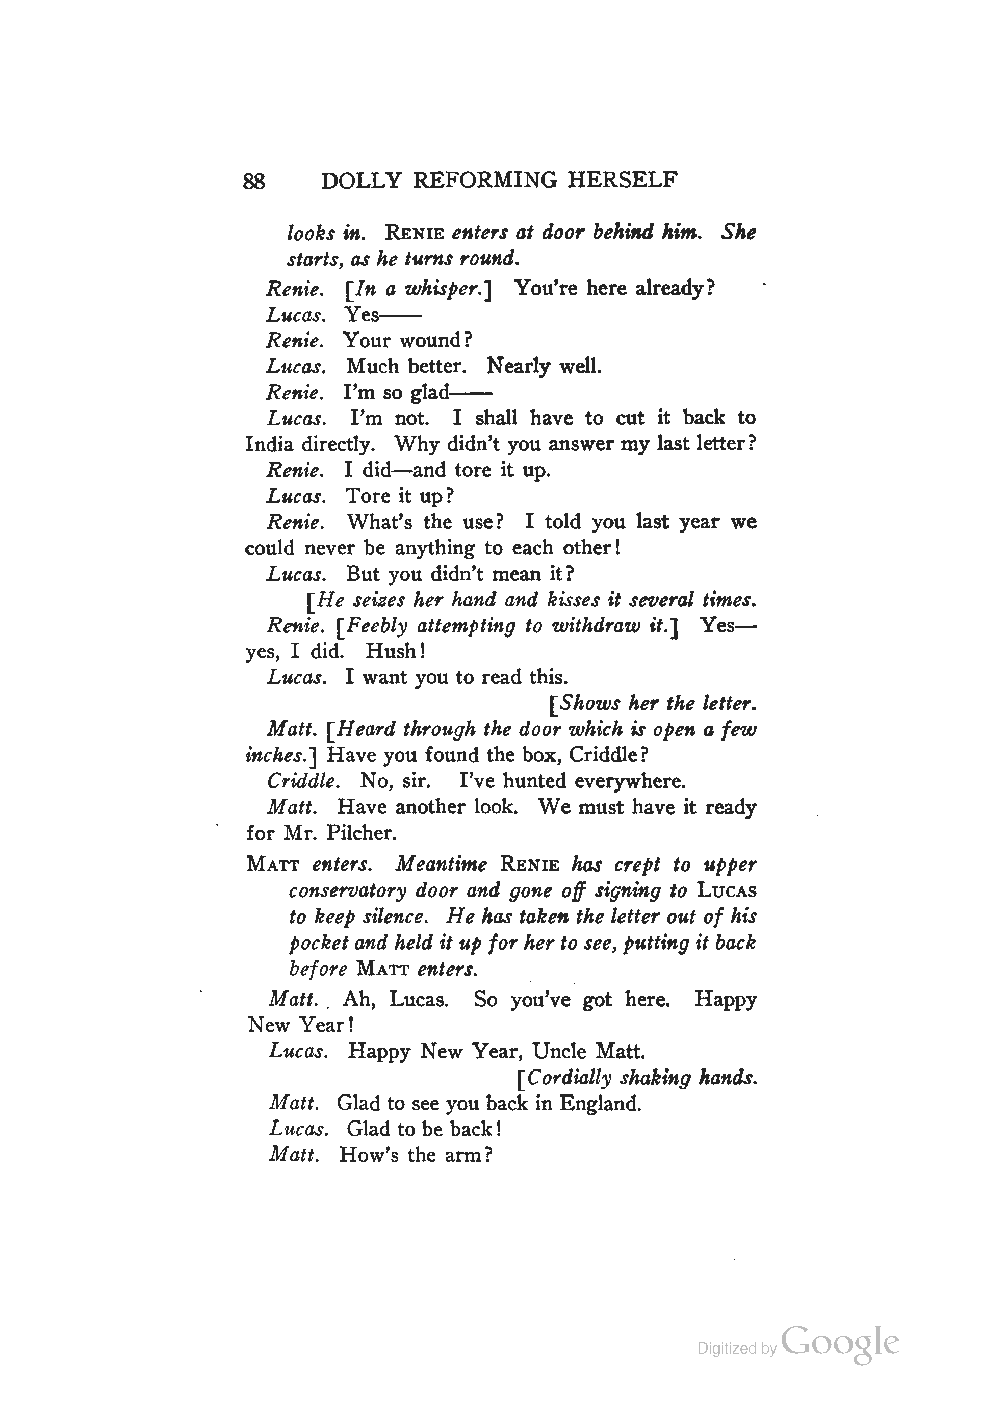 88 DOLLY REFORMING HERSELF
looks in. RENIE enters at door behind him. She
starts, as he turns round.
Renie. [In a whisper.] You're here already?
Lucas. Yes——
Renie. Your wound?
Lucas. Much better. Nearly well.
Renie. I'm so glad——
Lucas. I'm not. I shall have to cut it back to
India directly. Why didn't you answer my last letter?
Renie. I did—and tore it up.
Lucas. Tore it up?
Renie. What's the use? I told you last year we
could never be anything to each other!
Lucas. But you didn't mean it?
[He seizes her hand and kisses it several times.
Renie. [Feebly attempting to withdraw it.] Yes—
yes, I did. Hush!
Lucas. I want you to read this.
[Shows her the letter.
Matt. [Heard through the door which is open a few
inches.] Have you found the box, Criddle?
Criddle. No, sir. I've hunted everywhere.
Matt. Have another look. We must have it ready
for Mr. Pilcher.
MATT enters. Meantime RENIE has crept to upper
conservatory door and gone off signing to LUCAS
to keep silence. He has taken the letter out of his
pocket and held it up for her to see, putting it back
before MATT enters.
Matt. Ah, Lucas. So you've got here. Happy
New Year!
Lucas. Happy New Year, Uncle Matt.
[Cordially shaking hands.
Matt. Glad to see you back in England.
Lucas. Glad to be back!
Matt. How's the arm?
Digitized by Google